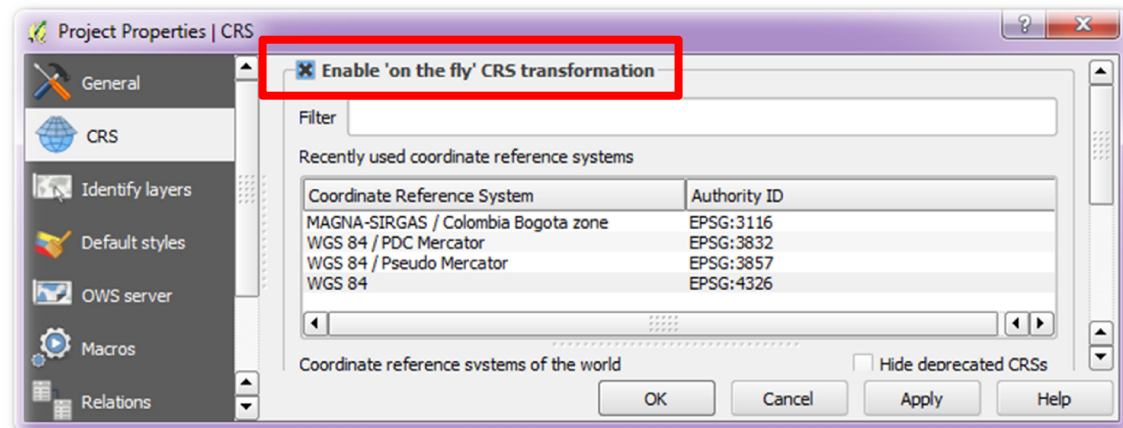 Project Properties | CRS
General
CRS
Identify layers
Default styles
OWS server
Macros
Relations
Enable 'on the fly' CRS transformation
Filter
Recently used coordinate reference systems
Coordinate Reference System Authority ID
MAGNA-SIRGAS / Colombia Bogota zone EPSG:3116
WGS 84 / PDC Mercator EPSG:3832
WGS 84 / Pseudo Mercator EPSG:3857
WGS 84 EPSG:4326
Coordinate reference systems of the world Hide deprecated CRSs
OK Cancel Apply Help